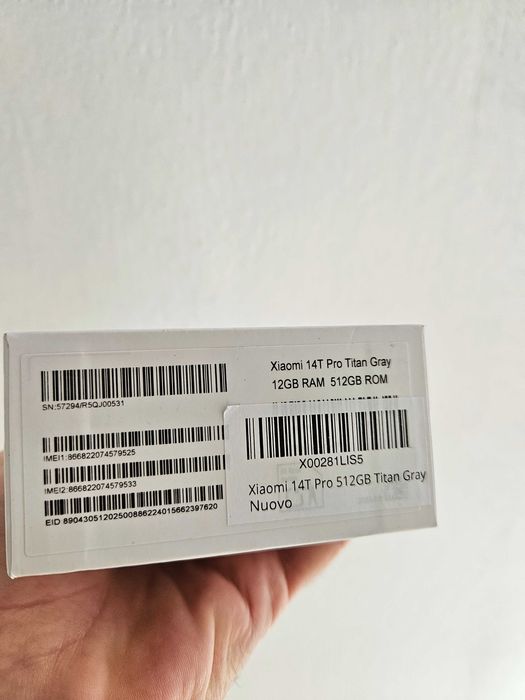 Xiaomi 14T Pro Titan Gray
12GB RAM 512GB ROM
SN:57294/R5QJ00531
IMEI1:866822074579525
IMEI2:866822074579533
EID 89043051202500886224015662397620
X00281LIS5
Xiaomi 14T Pro 512GB Titan Gray
Nuovo